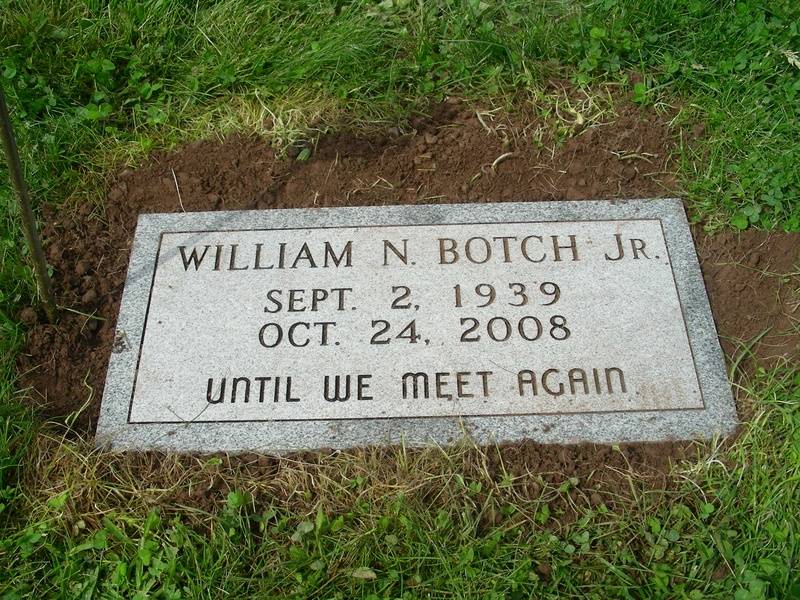 WILLIAM N. BOTCH JR.
SEPT. 2, 1939
OCT. 24, 2008
UNTIL WE MEET AGAIN